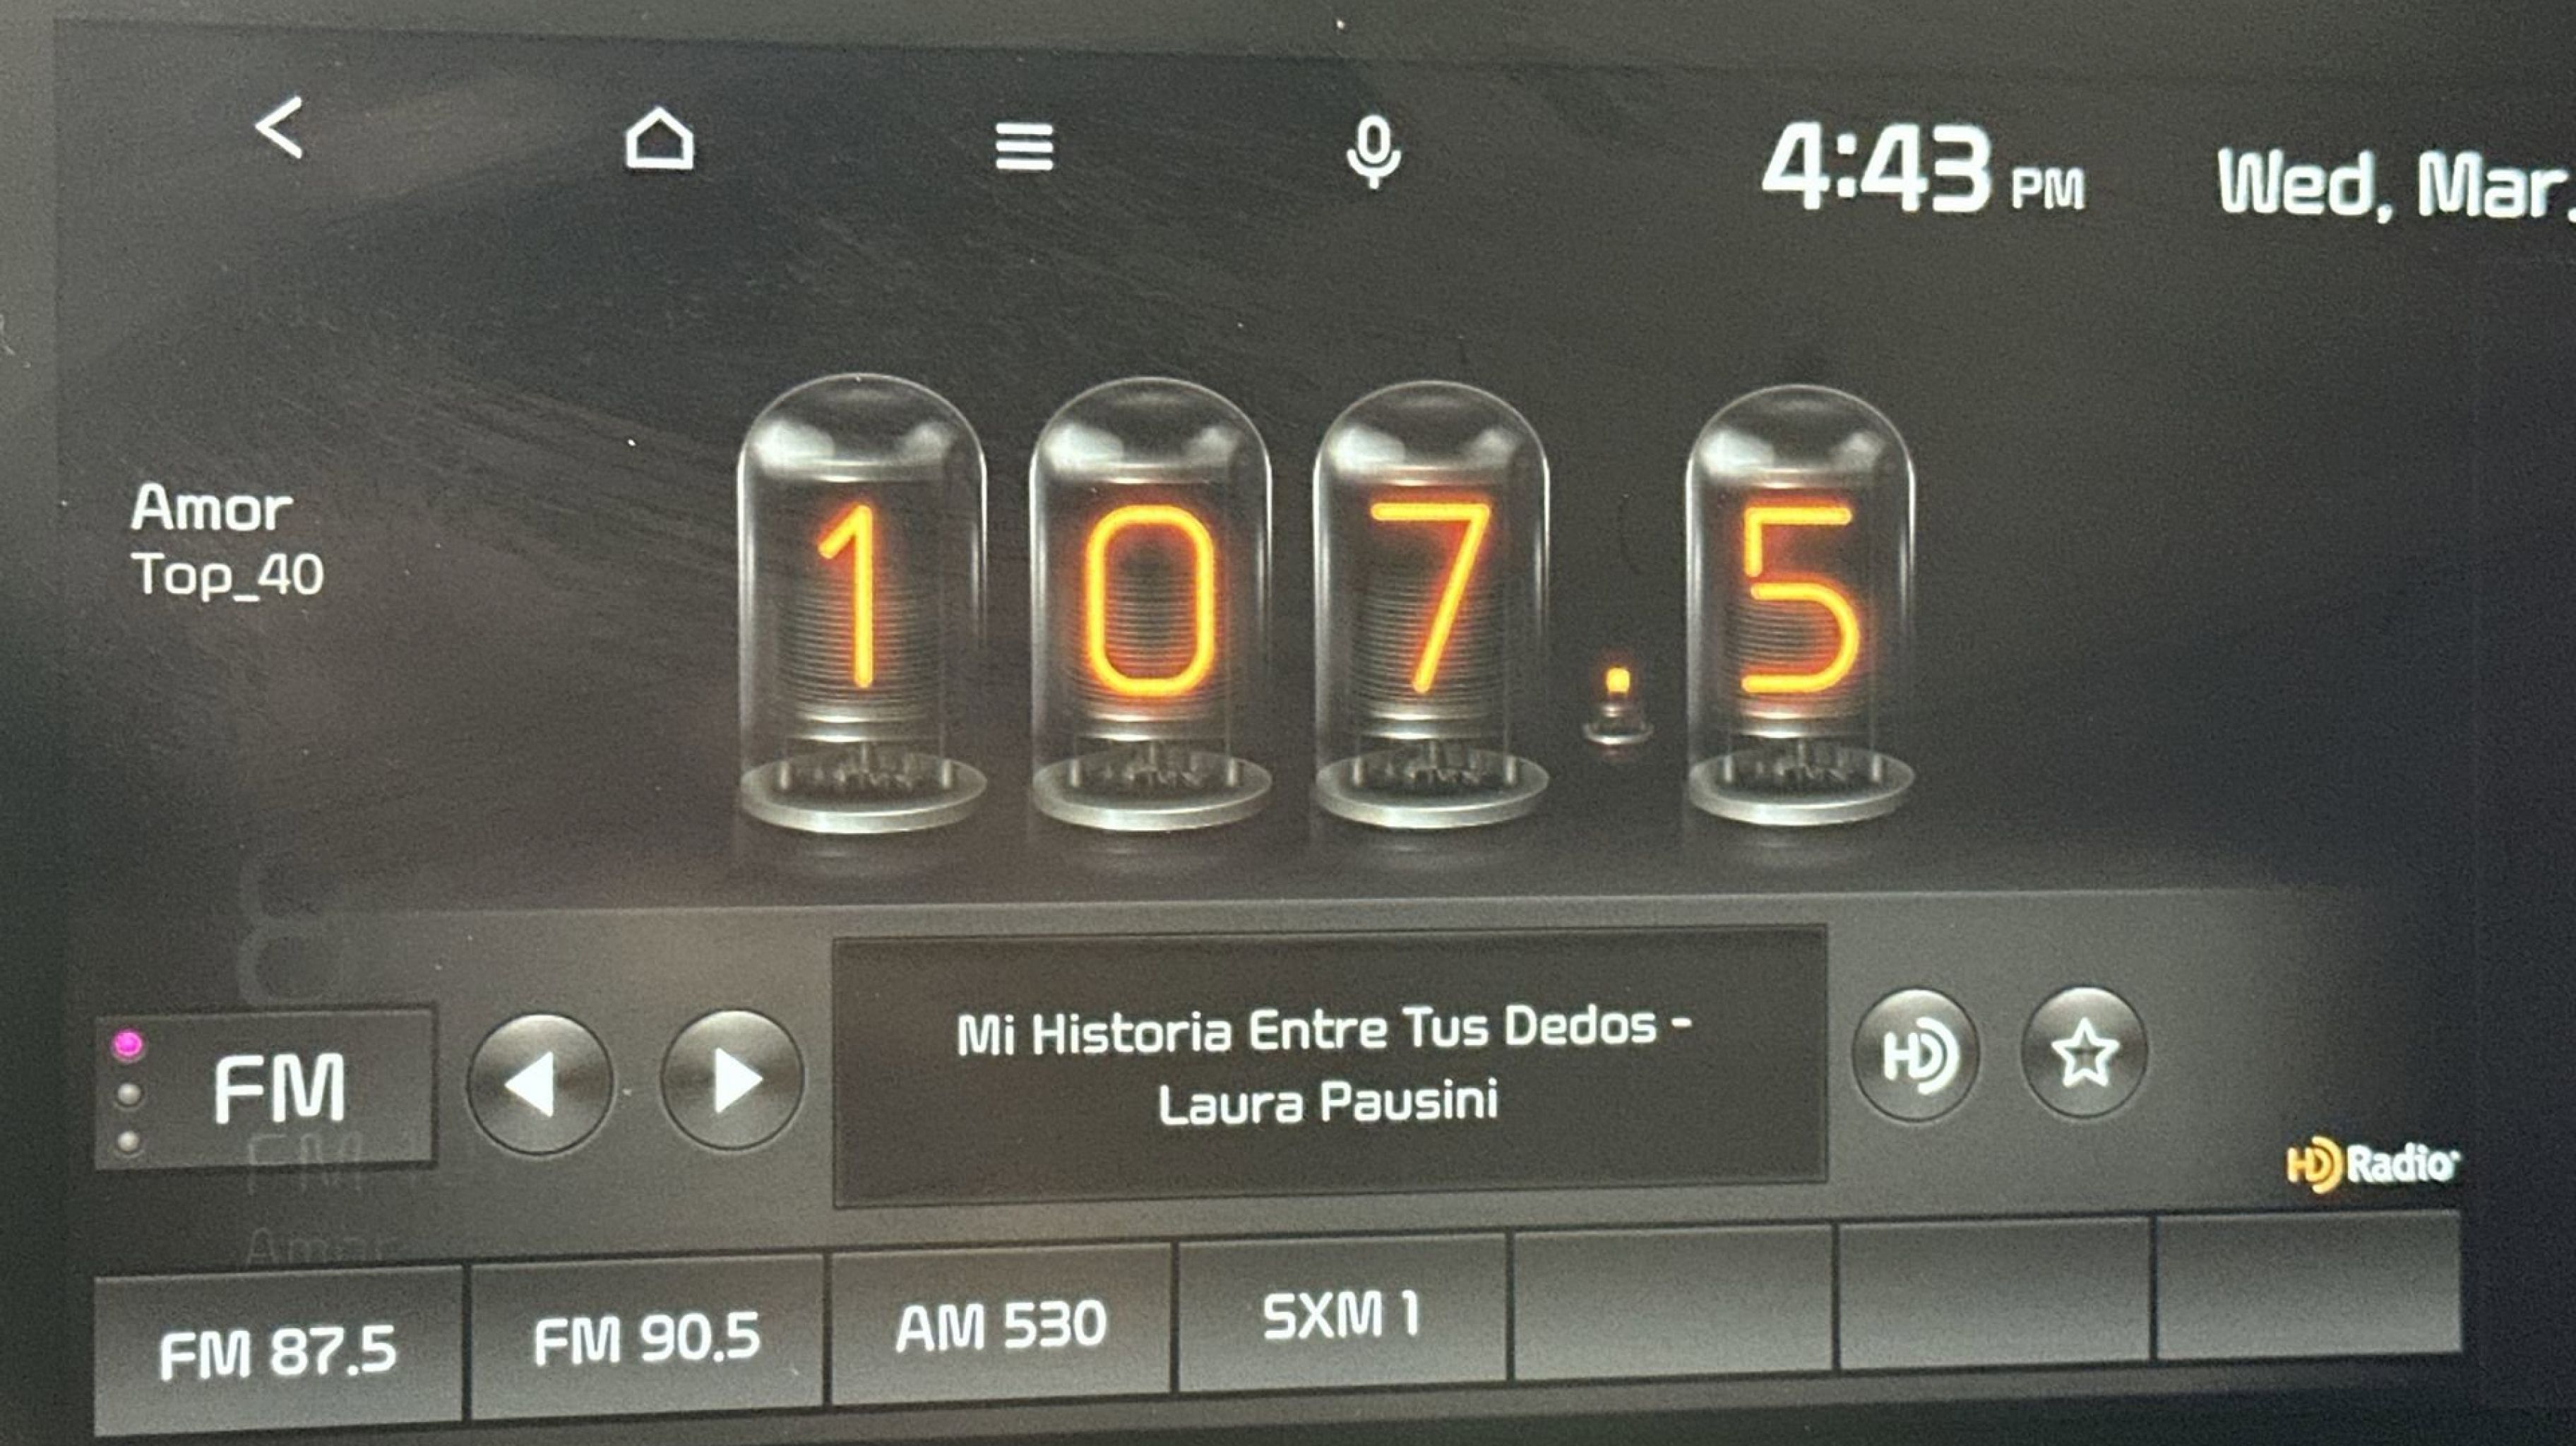 4:43 PM
Wed, Mar.
Amor
Top_40
107.5
FM
Mi Historia Entre Tus Dedos -
Laura Pausini
HD
HD Radio
FM 87.5
FM 90.5
AM 530
SXM 1